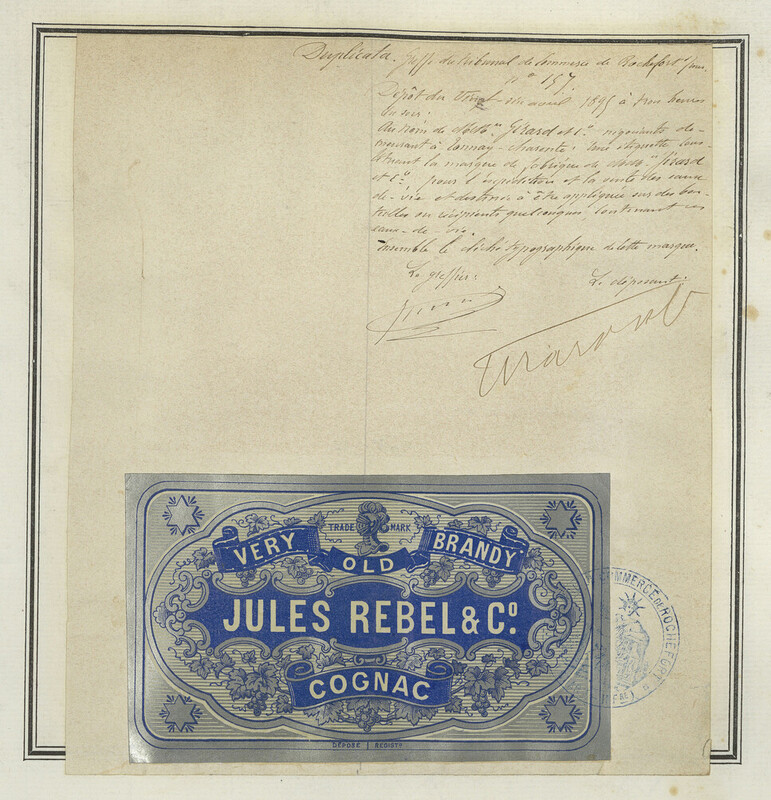 Duplicata. Greffe du tribunal de Commerce de Rochefort s/mer.
n° 157.
Dépôt du vingt-six avril 1895 à trois heures
du soir:
Au nom de MM. Girard et Cie négociants de-
meurant à Tonnay-Charente; une étiquette cons-
tituant la marque de fabrique de MM. Girard
et Cie pour l'expédition et la vente des eaux-
de-vie et destinée à être appliquée sur des bou-
teilles ou récipients quelconques contenant ces
eaux-de-vie.
ensemble le cliché typographique de cette marque.
Le greffier:
Le déposant:
TRADE MARK
VERY OLD BRANDY
JULES REBEL & Co.
COGNAC
DÉPOSÉ REGISTD
COMMERCE DE ROCHEFORT